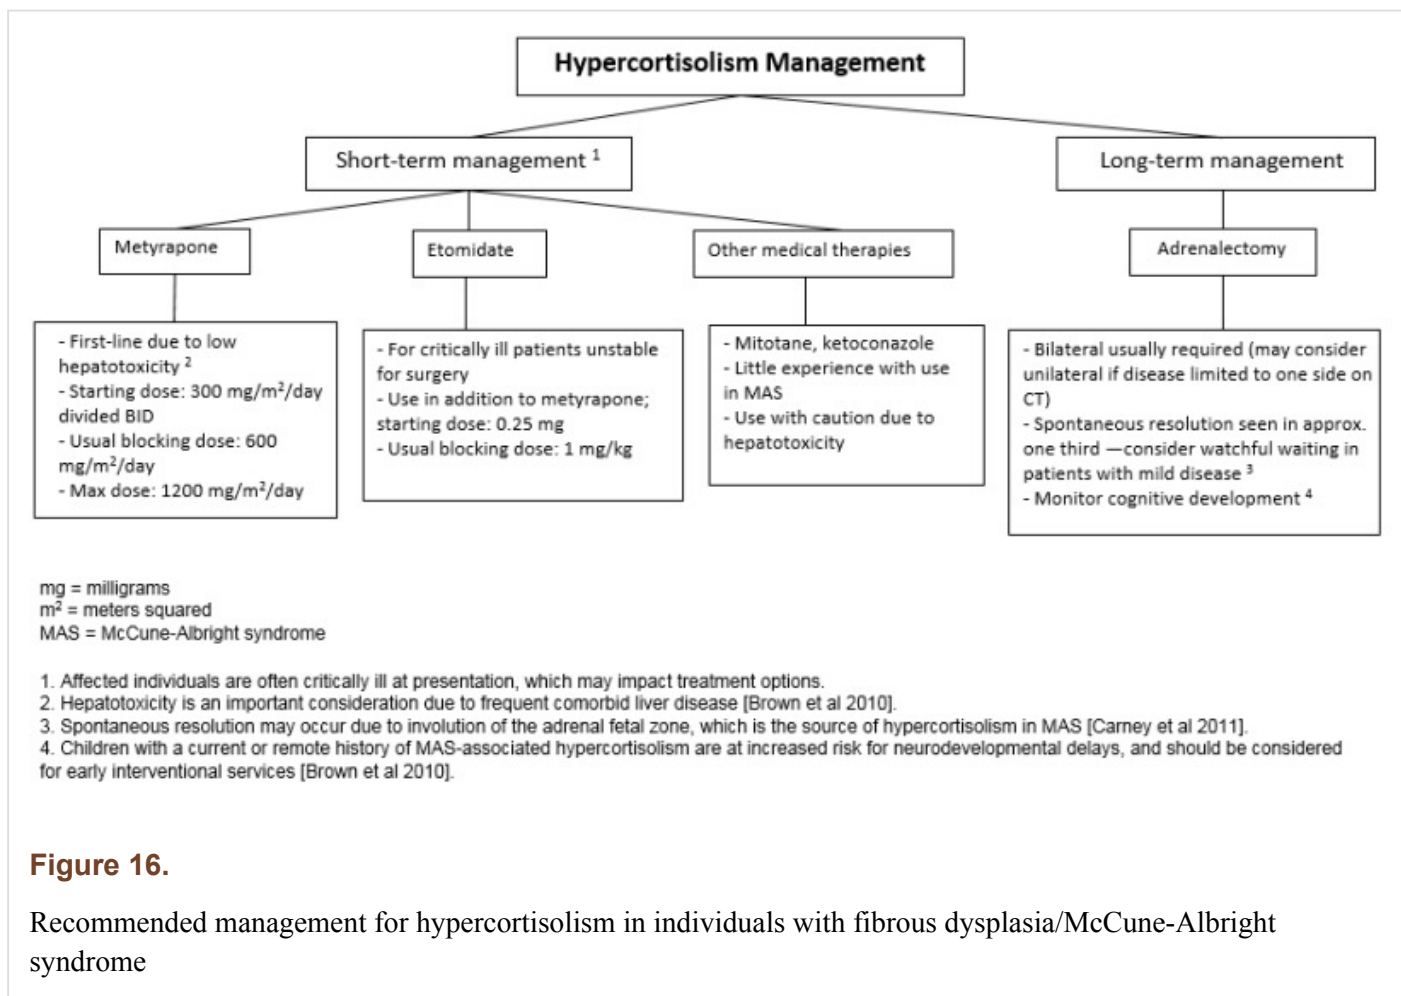 Hypercortisolism Management
Short-term management 1
Long-term management
Metyrapone
Etomidate
Other medical therapies
Adrenalectomy
- First-line due to low
hepatotoxicity 2
- Starting dose: 300 mg/m²/day
divided BID
- Usual blocking dose: 600
mg/m²/day
- Max dose: 1200 mg/m²/day
- For critically ill patients unstable
for surgery
- Use in addition to metyrapone;
starting dose: 0.25 mg
- Usual blocking dose: 1 mg/kg
- Mitotane, ketoconazole
- Little experience with use
in MAS
- Use with caution due to
hepatotoxicity
- Bilateral usually required (may consider
unilateral if disease limited to one side on
CT)
- Spontaneous resolution seen in approx.
one third —consider watchful waiting in
patients with mild disease 3
- Monitor cognitive development 4
mg = milligrams
m² = meters squared
MAS = McCune-Albright syndrome
1. Affected individuals are often critically ill at presentation, which may impact treatment options.
2. Hepatotoxicity is an important consideration due to frequent comorbid liver disease [Brown et al 2010].
3. Spontaneous resolution may occur due to involution of the adrenal fetal zone, which is the source of hypercortisolism in MAS [Carney et al 2011].
4. Children with a current or remote history of MAS-associated hypercortisolism are at increased risk for neurodevelopmental delays, and should be considered
for early interventional services [Brown et al 2010].
Figure 16.
Recommended management for hypercortisolism in individuals with fibrous dysplasia/McCune-Albright
syndrome